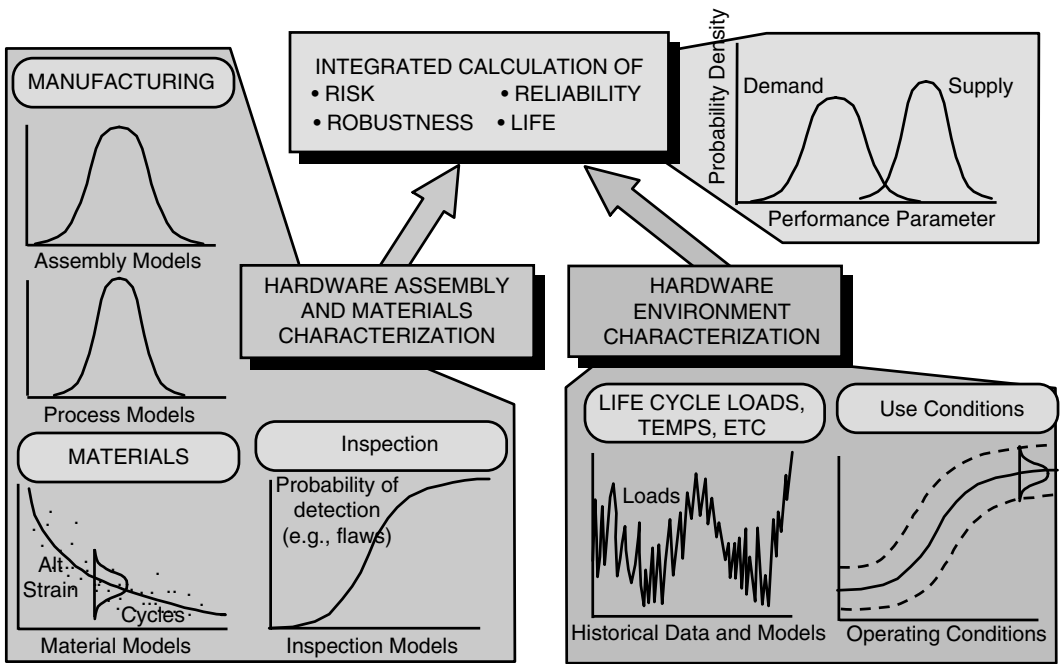 MANUFACTURING
Assembly Models
Process Models
MATERIALS
Alt
Strain
Cycles
Material Models
Inspection
Probability of
detection
(e.g., flaws)
Inspection Models
HARDWARE ASSEMBLY
AND MATERIALS
CHARACTERIZATION
INTEGRATED CALCULATION OF
• RISK • RELIABILITY
• ROBUSTNESS • LIFE
Probability Density
Demand
Supply
Performance Parameter
HARDWARE
ENVIRONMENT
CHARACTERIZATION
LIFE CYCLE LOADS,
TEMPS, ETC
Loads
Historical Data and Models
Use Conditions
Operating Conditions